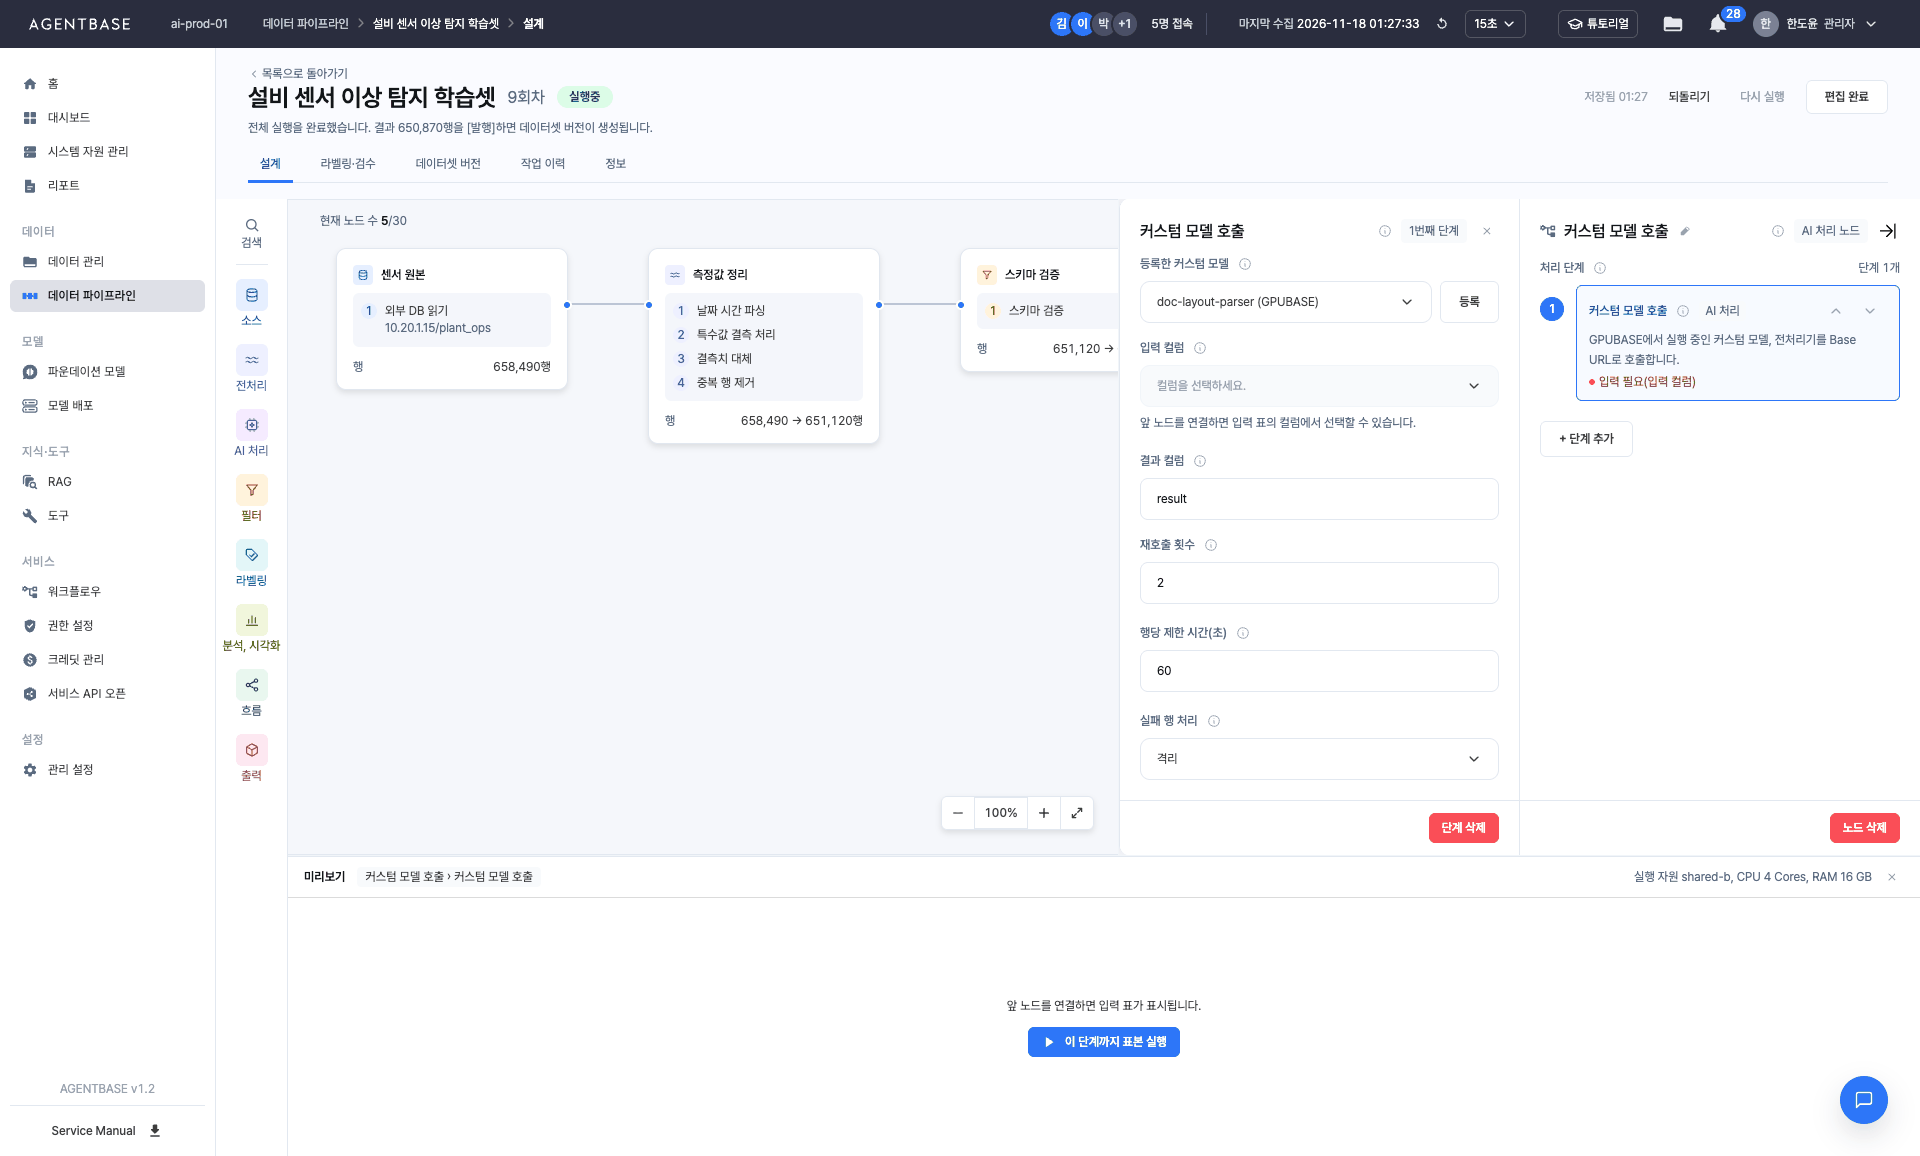 AGENTBASE
ai-prod-01
데이터 파이프라인
설비 센서 이상 탐지 학습셋
설계
김
이
박
+1
5명 접속
마지막 수집 2026-11-18 01:27:33
15초
튜토리얼
28
한
한도윤 관리자
홈
대시보드
시스템 자원 관리
리포트
데이터
데이터 관리
데이터 파이프라인
모델
파운데이션 모델
모델 배포
지식·도구
RAG
도구
서비스
워크플로우
권한 설정
크레딧 관리
서비스 API 오픈
설정
관리 설정
AGENTBASE v1.2
Service Manual
목록으로 돌아가기
설비 센서 이상 탐지 학습셋 9회차 실행중
전체 실행을 완료했습니다. 결과 650,870행을 [발행]하면 데이터셋 버전이 생성됩니다.
저장됨 01:27
되돌리기
다시 실행
편집 완료
설계
라벨링·검수
데이터셋 버전
작업 이력
정보
검색
소스
전처리
AI 처리
필터
라벨링
분석, 시각화
흐름
출력
현재 노드 수 5/30
센서 원본
1 외부 DB 읽기
10.20.1.15/plant_ops
행 658,490행
측정값 정리
1 날짜 시간 파싱
2 특수값 결측 처리
3 결측치 대체
4 중복 행 제거
행 658,490 → 651,120행
스키마 검증
1 스키마 검증
행 651,120 →
100%
커스텀 모델 호출
1번째 단계
등록한 커스텀 모델
doc-layout-parser (GPUBASE)
등록
입력 컬럼
컬럼을 선택하세요.
앞 노드를 연결하면 입력 표의 컬럼에서 선택할 수 있습니다.
결과 컬럼
result
재호출 횟수
2
행당 제한 시간(초)
60
실패 행 처리
격리
단계 삭제
커스텀 모델 호출
AI 처리 노드
처리 단계
단계 1개
1
커스텀 모델 호출
AI 처리
GPUBASE에서 실행 중인 커스텀 모델, 전처리기를 Base
URL로 호출합니다.
입력 필요(입력 컬럼)
+ 단계 추가
노드 삭제
미리보기
커스텀 모델 호출 › 커스텀 모델 호출
실행 자원 shared-b, CPU 4 Cores, RAM 16 GB
앞 노드를 연결하면 입력 표가 표시됩니다.
이 단계까지 표본 실행